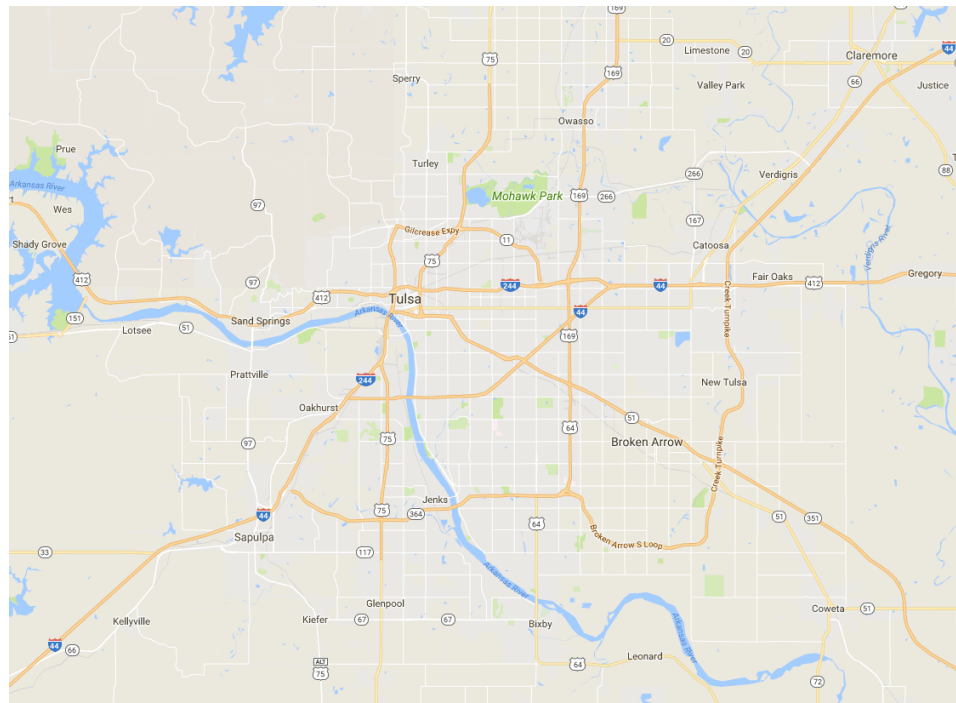 169
75
20
Limestone
20
Claremore
44
Sperry
169
66
Valley Park
Justice
Owasso
Prue
Turley
88
Arkansas River
266
Verdigris
Mohawk Park
169
266
Wes
97
167
Gilcrease Expy
11
Verdigris River
Shady Grove
Catoosa
75
412
97
244
44
Fair Oaks
412
Gregory
412
Tulsa
Creek Turnpike
151
Sand Springs
Arkansas River
44
Lotsee
51
51
169
Prattville
244
New Tulsa
Oakhurst
51
64
97
75
Broken Arrow
Creek Turnpike
Jenks
44
75
364
64
51
351
Sapulpa
Broken Arrow S Loop
33
117
Arkansas River
Glenpool
Coweta
51
Kellyville
Kiefer
67
67
Bixby
Arkansas River
44
66
Leonard
ALT
75
64
72